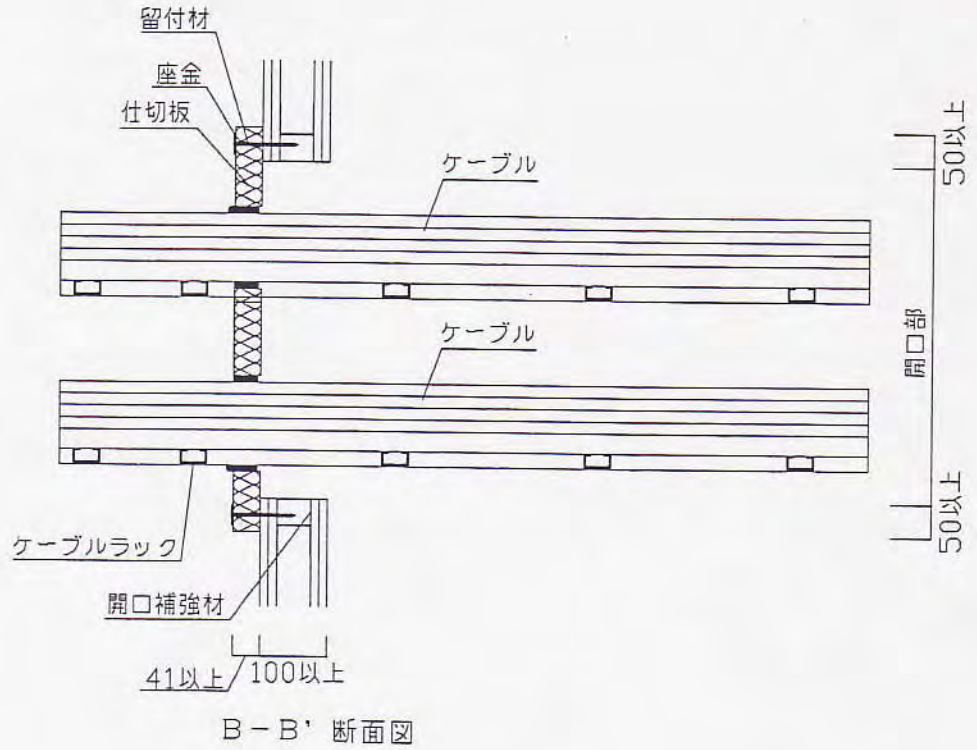 留付材
座金
仕切板
ケーブル
50以上
開口部
ケーブル
50以上
ケーブルラック
開口補強材
41以上
100以上
B-B' 断面図